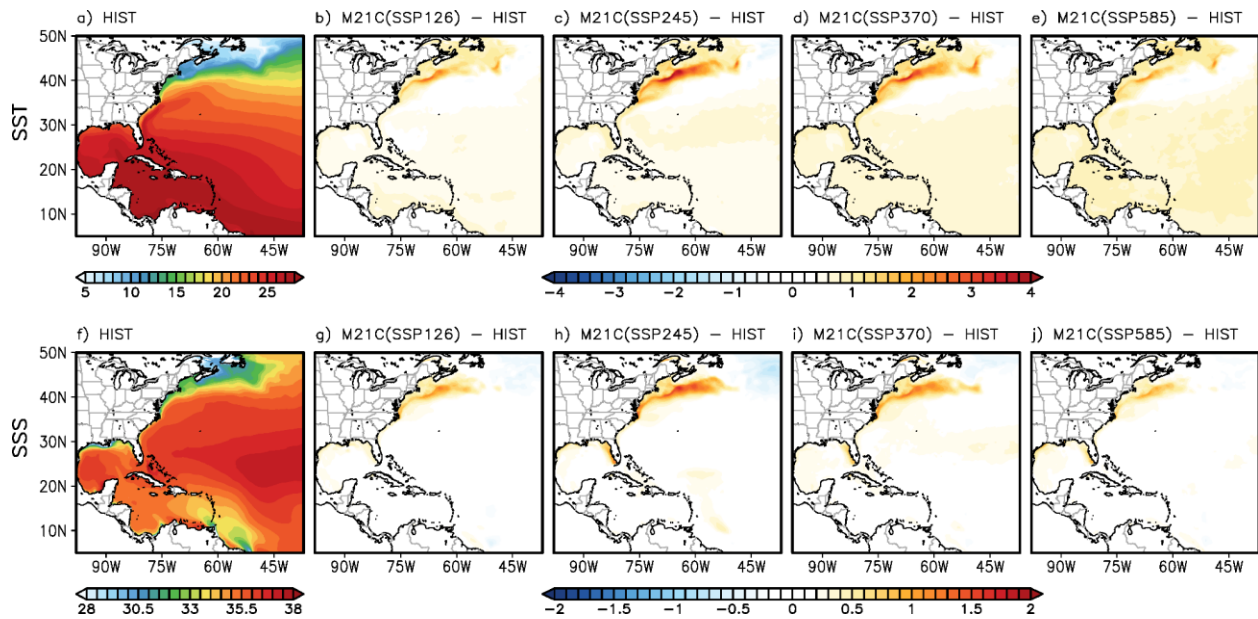 a) HIST
b) M21C(SSP126) − HIST
c) M21C(SSP245) − HIST
d) M21C(SSP370) − HIST
e) M21C(SSP585) − HIST
SST
50N
40N
30N
20N
10N
90W 75W 60W 45W
90W 75W 60W 45W
90W 75W 60W 45W
90W 75W 60W 45W
90W 75W 60W 45W
5 10 15 20 25
−4 −3 −2 −1 0 1 2 3 4
f) HIST
g) M21C(SSP126) − HIST
h) M21C(SSP245) − HIST
i) M21C(SSP370) − HIST
j) M21C(SSP585) − HIST
SSS
50N
40N
30N
20N
10N
90W 75W 60W 45W
90W 75W 60W 45W
90W 75W 60W 45W
90W 75W 60W 45W
90W 75W 60W 45W
28 30.5 33 35.5 38
−2 −1.5 −1 −0.5 0 0.5 1 1.5 2